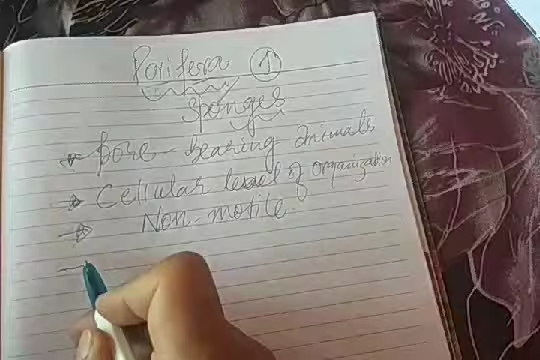 Porifera 1
Sponges
→ Pore-bearing animals
→ Cellular level of organization
→ Non-motile.